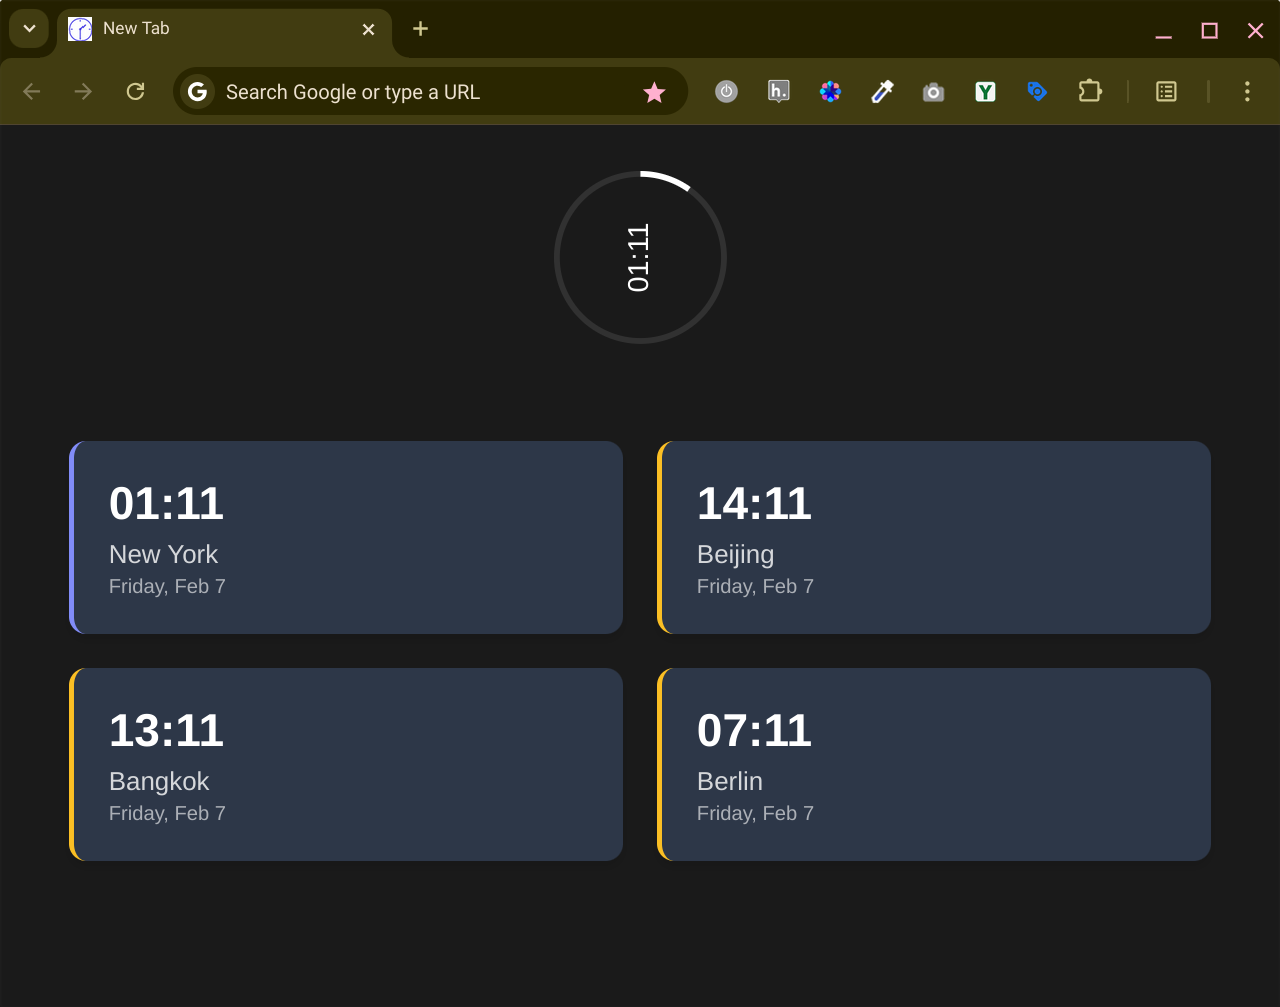 New Tab
Search Google or type a URL
h.
Y
01:11
01:11
New York
Friday, Feb 7
14:11
Beijing
Friday, Feb 7
13:11
Bangkok
Friday, Feb 7
07:11
Berlin
Friday, Feb 7